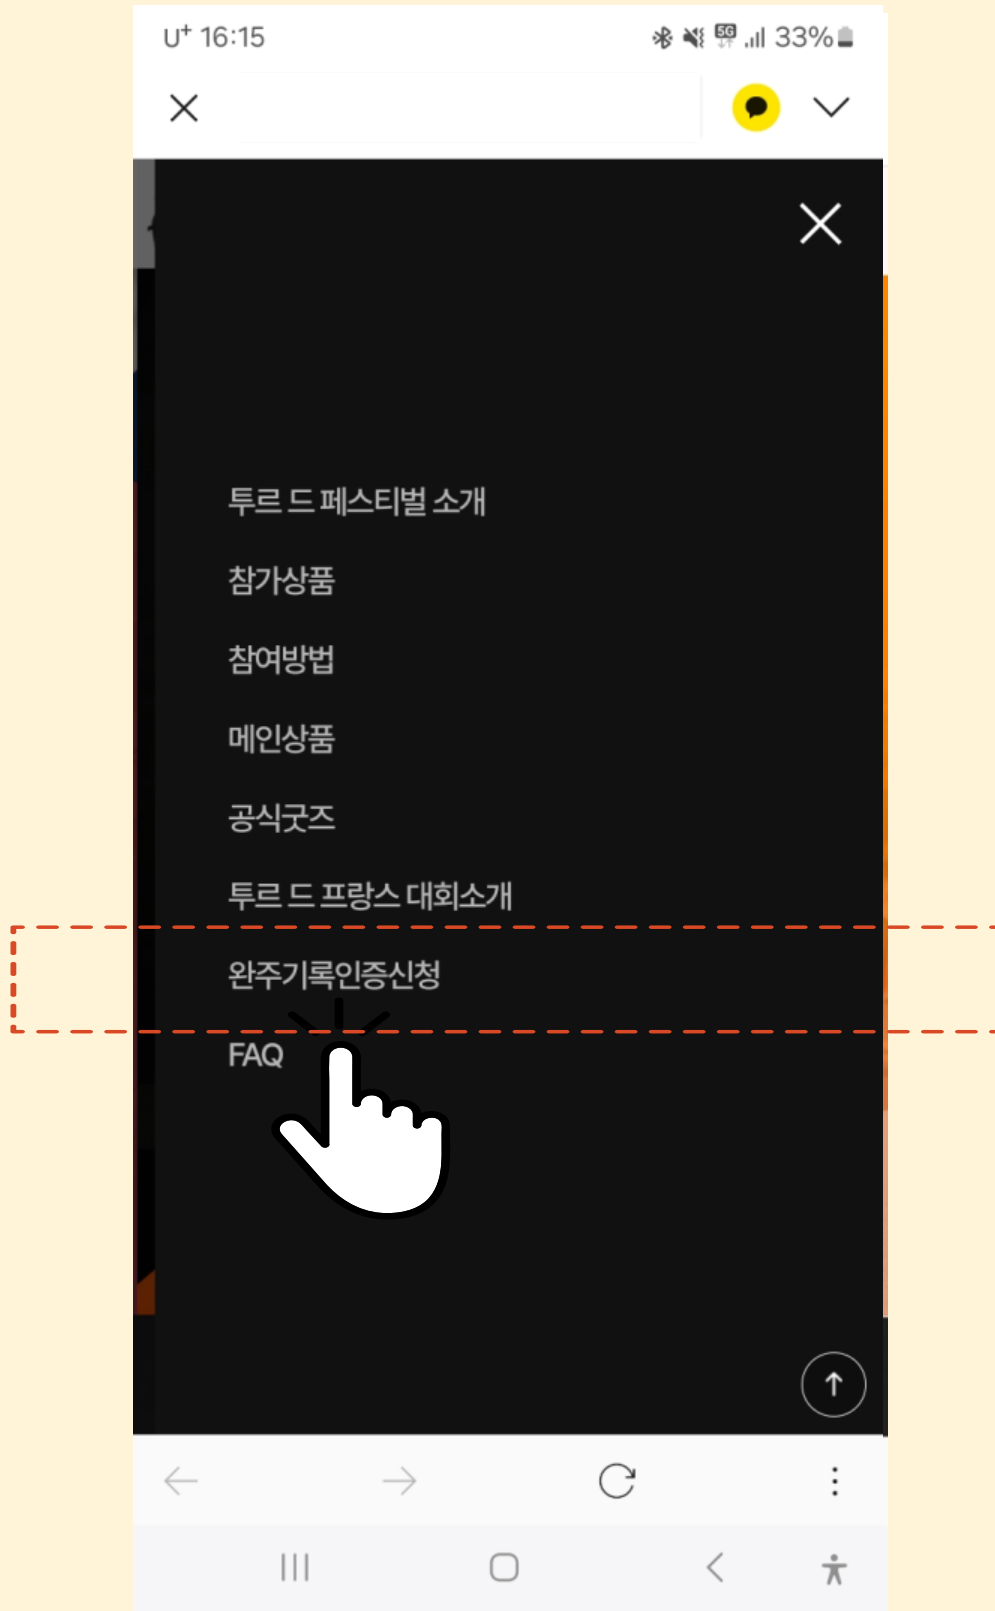 U⁺ 16:15
5G 33%
투르 드 페스티벌 소개
참가상품
참여방법
메인상품
공식굿즈
투르 드 프랑스 대회소개
완주기록인증신청
FAQ